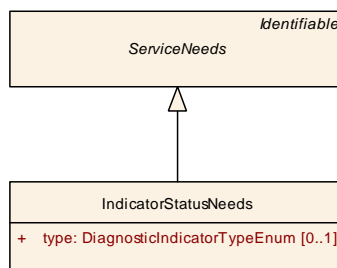 Identifiable
ServiceNeeds
IndicatorStatusNeeds
+ type: DiagnosticIndicatorTypeEnum [0..1]